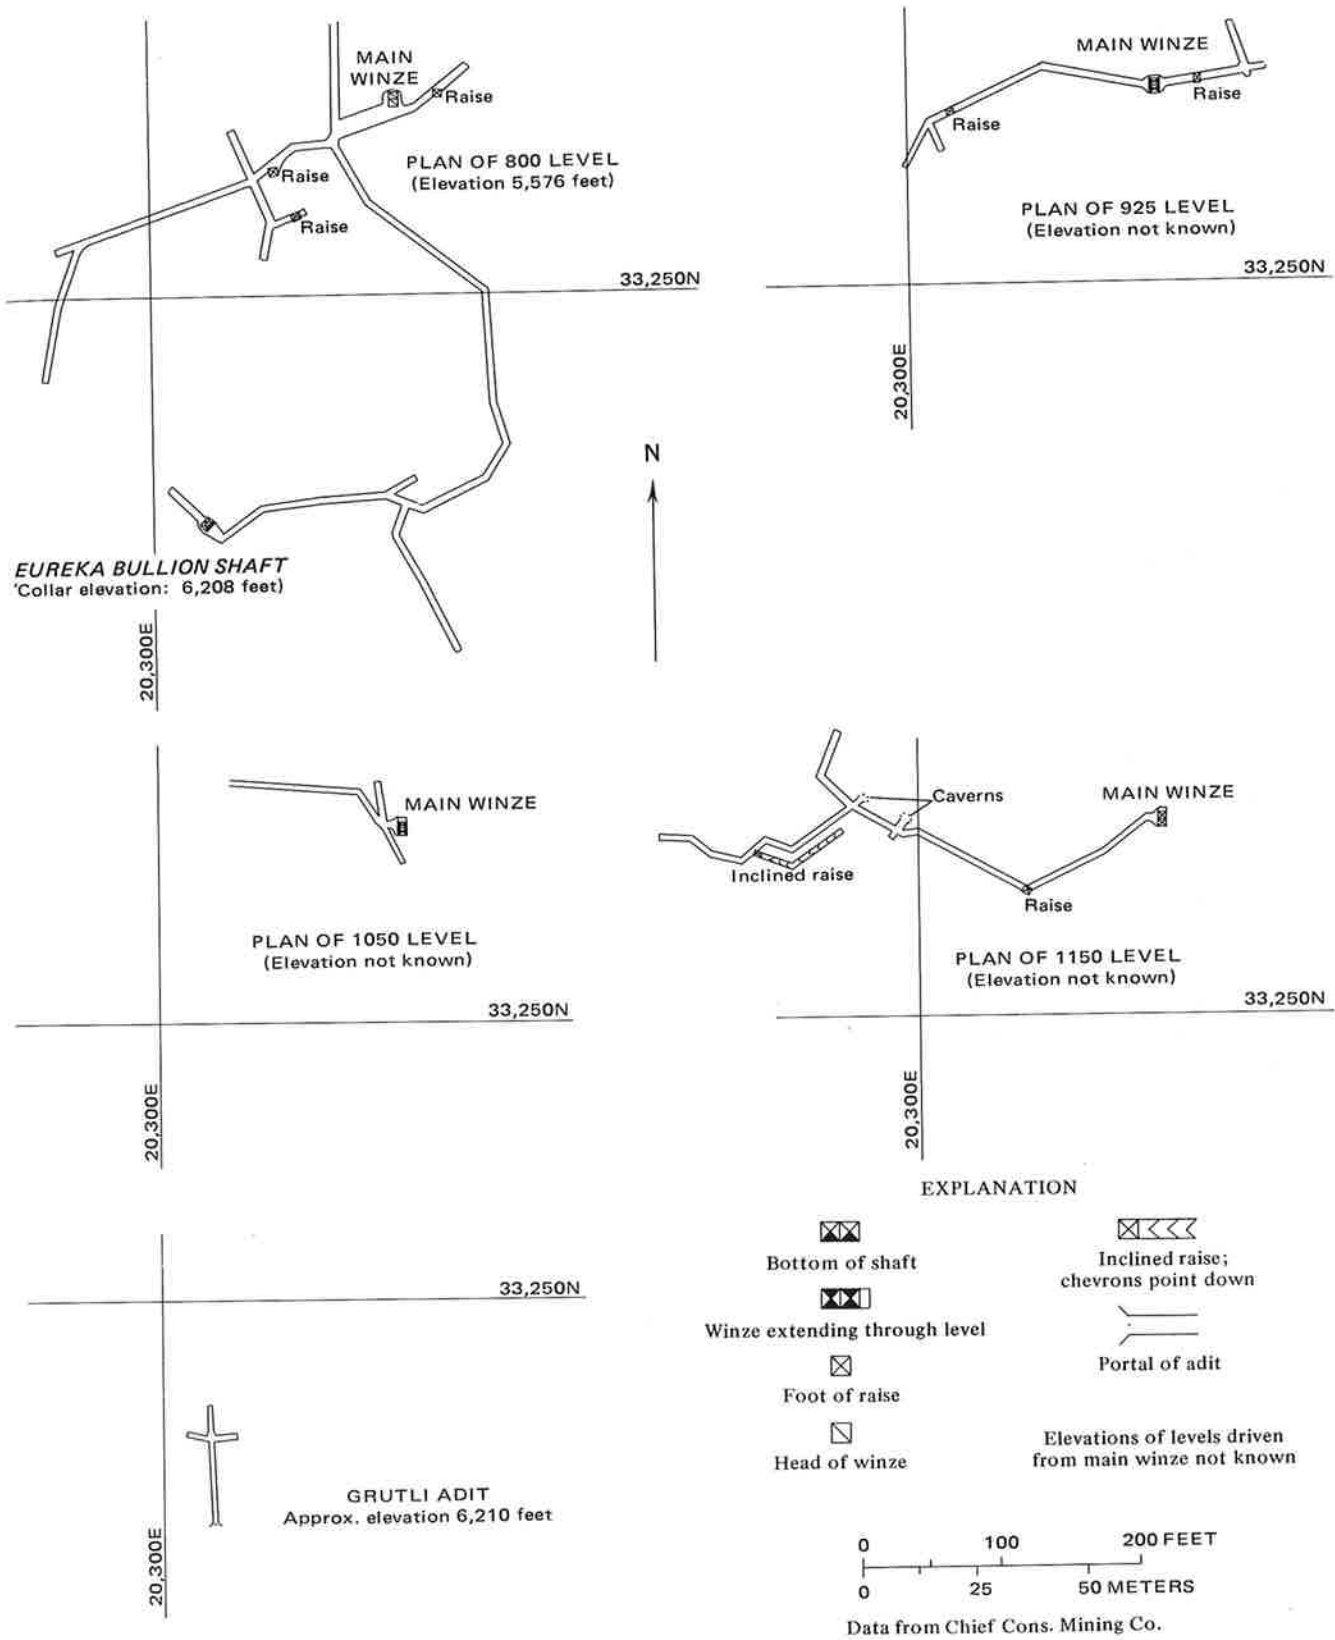 MAIN
WINZE
Raise
PLAN OF 800 LEVEL
(Elevation 5,576 feet)
Raise
Raise
33,250N
EUREKA BULLION SHAFT
'Collar elevation: 6,208 feet)
20,300E
MAIN WINZE
Raise
Raise
PLAN OF 925 LEVEL
(Elevation not known)
33,250N
20,300E
N
MAIN WINZE
PLAN OF 1050 LEVEL
(Elevation not known)
33,250N
20,300E
Caverns
MAIN WINZE
Inclined raise
Raise
PLAN OF 1150 LEVEL
(Elevation not known)
33,250N
20,300E
33,250N
GRUTLI ADIT
Approx. elevation 6,210 feet
20,300E
EXPLANATION
Bottom of shaft
Winze extending through level
Foot of raise
Head of winze
Inclined raise;
chevrons point down
Portal of adit
Elevations of levels driven
from main winze not known
0 100 200 FEET
0 25 50 METERS
Data from Chief Cons. Mining Co.